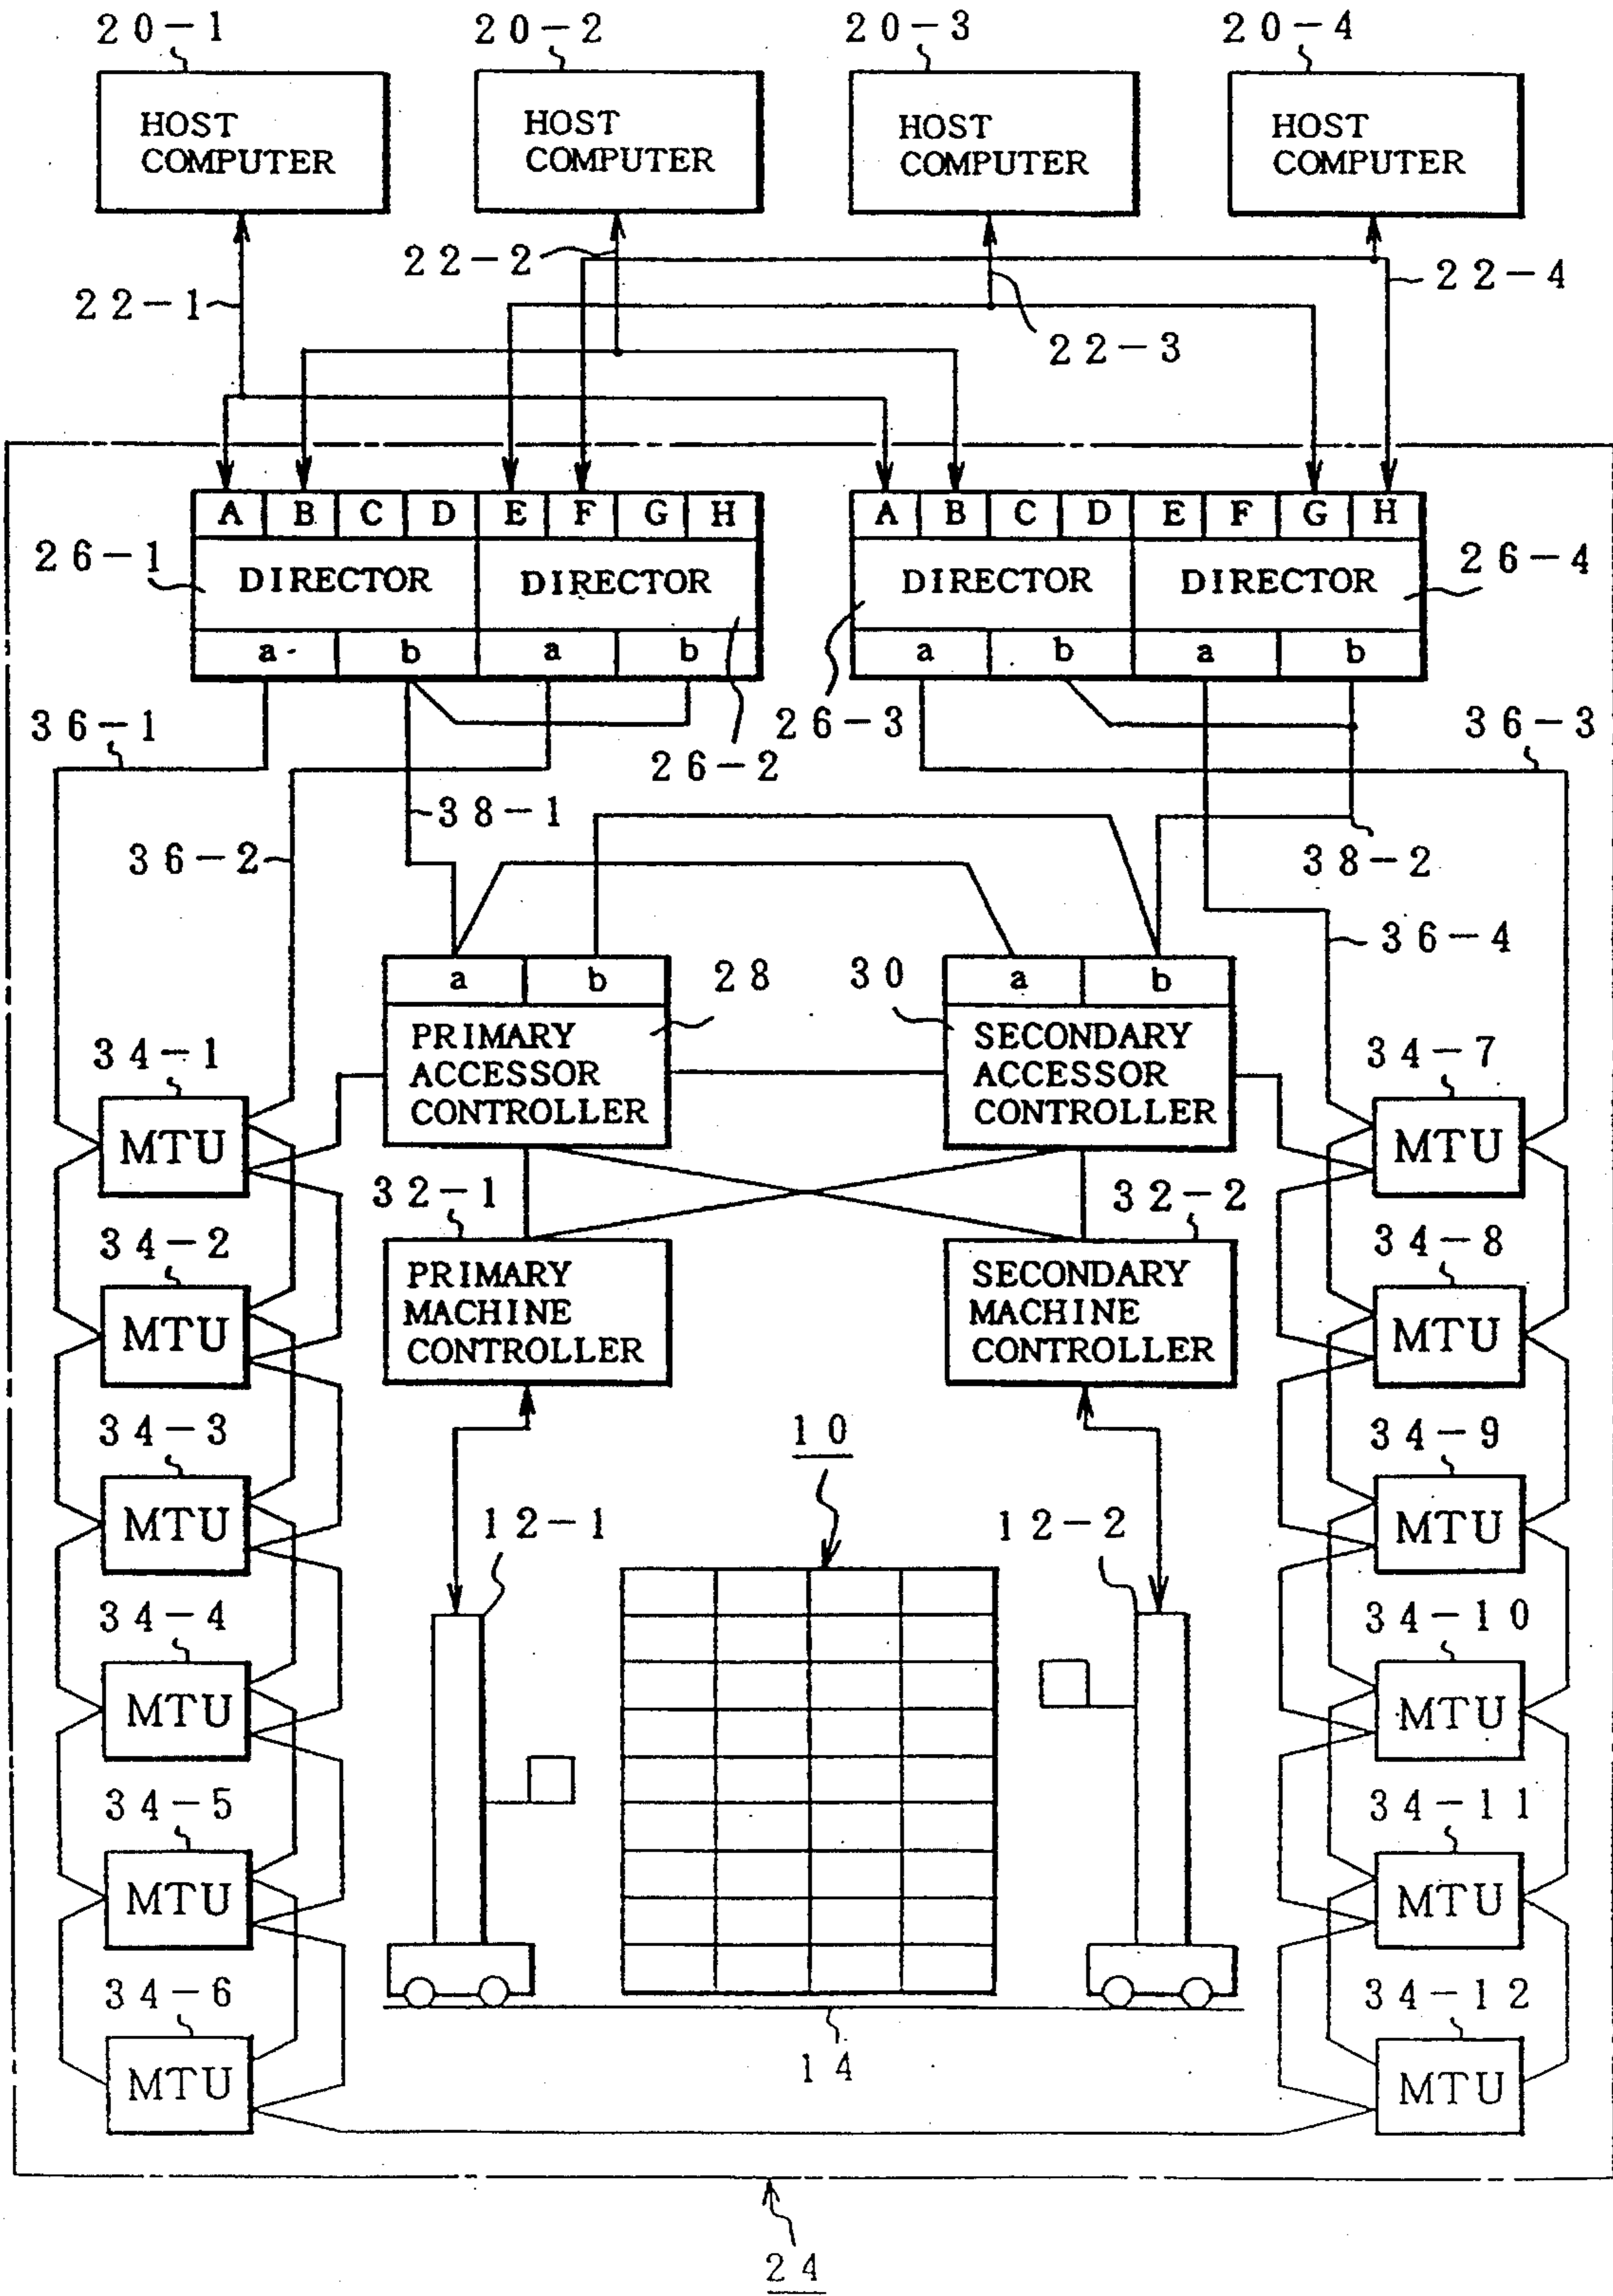 20-1 20-2 20-3 20-4
HOST COMPUTER
HOST COMPUTER
HOST COMPUTER
HOST COMPUTER
22-2
22-4
22-1
22-3
A B C D E F G H
A B C D E F G H
26-1
DIRECTOR DIRECTOR
DIRECTOR DIRECTOR
26-4
a b a b
a b a b
36-1
26-2
26-3
36-3
38-1
36-2
38-2
36-4
a b
28
30
a b
PRIMARY
ACCESSOR
CONTROLLER
SECONDARY
ACCESSOR
CONTROLLER
34-1
MTU
34-7
MTU
32-1
32-2
34-2
MTU
34-8
MTU
PRIMARY
MACHINE
CONTROLLER
SECONDARY
MACHINE
CONTROLLER
34-3
MTU
10
34-9
MTU
12-1
12-2
34-4
MTU
34-10
MTU
34-5
MTU
34-11
MTU
34-6
MTU
34-12
MTU
14
24